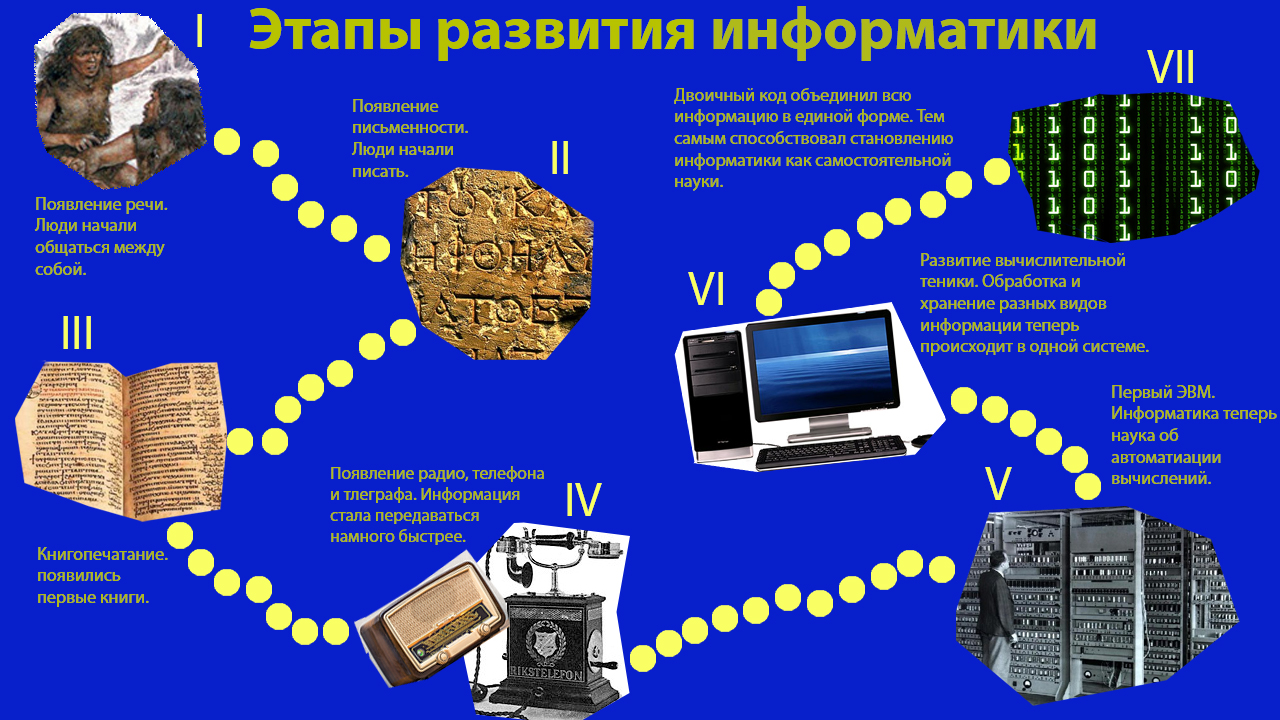 Этапы развития информатики
I
Появление речи.
Люди начали
общаться между
собой.
Появление
письменности.
Люди начали
писать.
II
III
Книгопечатание.
появились
первые книги.
Появление радио, телефона
и тлеграфа. Информация
стала передаваться
намного быстрее.
IV
RIKSTELEFON
V
Первый ЭВМ.
Информатика теперь
наука об
автоматиации
вычислений.
VI
Развитие вычислительной
теники. Обработка и
хранение разных видов
информации теперь
происходит в одной системе.
VII
Двоичный код объединил всю
информацию в единой форме. Тем
самым способствовал становлению
информатики как самостоятельной
науки.